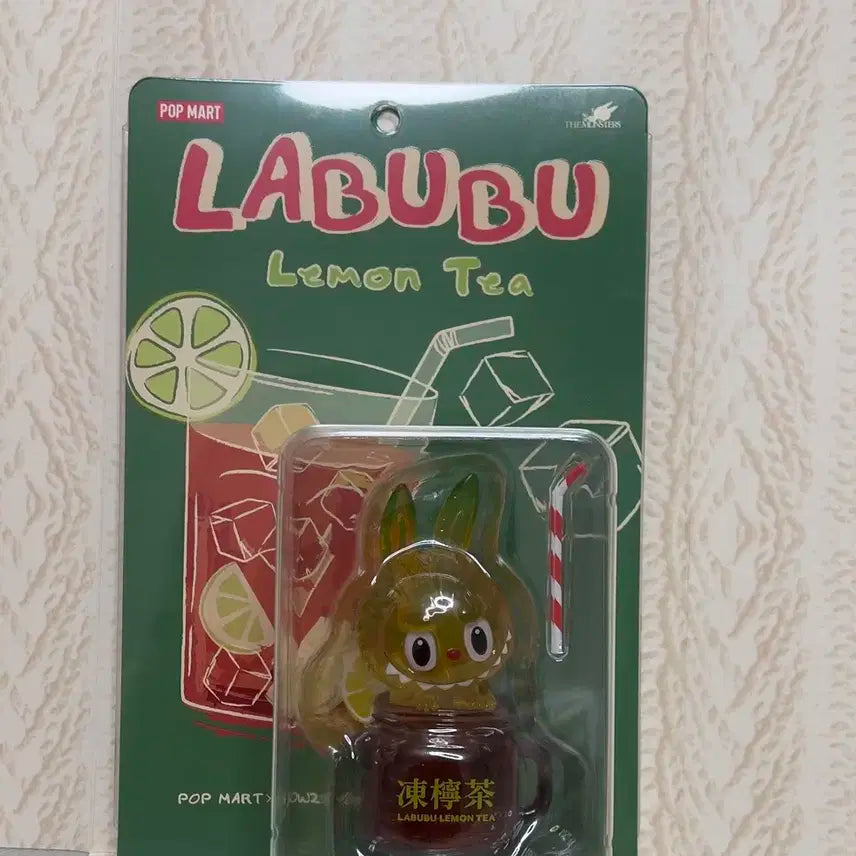 POP MART
THE MONSTERS
LABUBU
Lemon Tea
POP MART ×
凍檸茶
LABUBU LEMON TEA